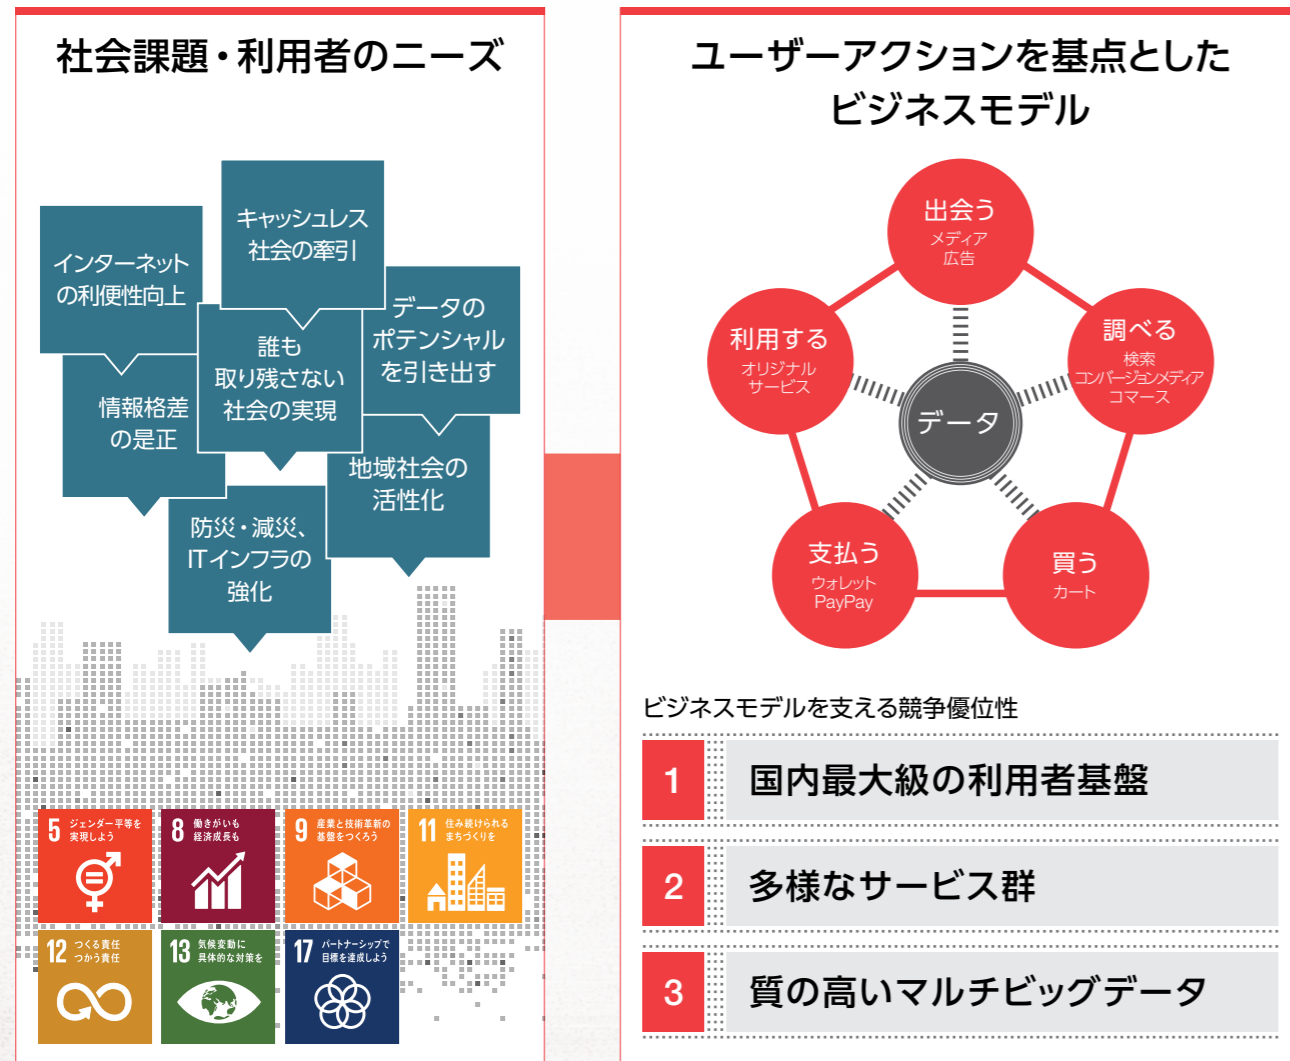 社会課題・利用者のニーズ
キャッシュレス
社会の牽引
インターネット
の利便性向上
データの
ポテンシャル
を引き出す
誰も
取り残さない
社会の実現
情報格差
の是正
地域社会の
活性化
防災・減災、
ITインフラの
強化
5 ジェンダー平等を
実現しよう
8 働きがいも
経済成長も
9 産業と技術革新の
基盤をつくろう
11 住み続けられる
まちづくりを
12 つくる責任
つかう責任
13 気候変動に
具体的な対策を
17 パートナーシップで
目標を達成しよう
ユーザーアクションを基点とした
ビジネスモデル
出会う
メディア
広告
調べる
検索
コンバージョンメディア
コマース
買う
カート
支払う
ウォレット
PayPay
利用する
オリジナル
サービス
データ
ビジネスモデルを支える競争優位性
1 国内最大級の利用者基盤
2 多様なサービス群
3 質の高いマルチビッグデータ